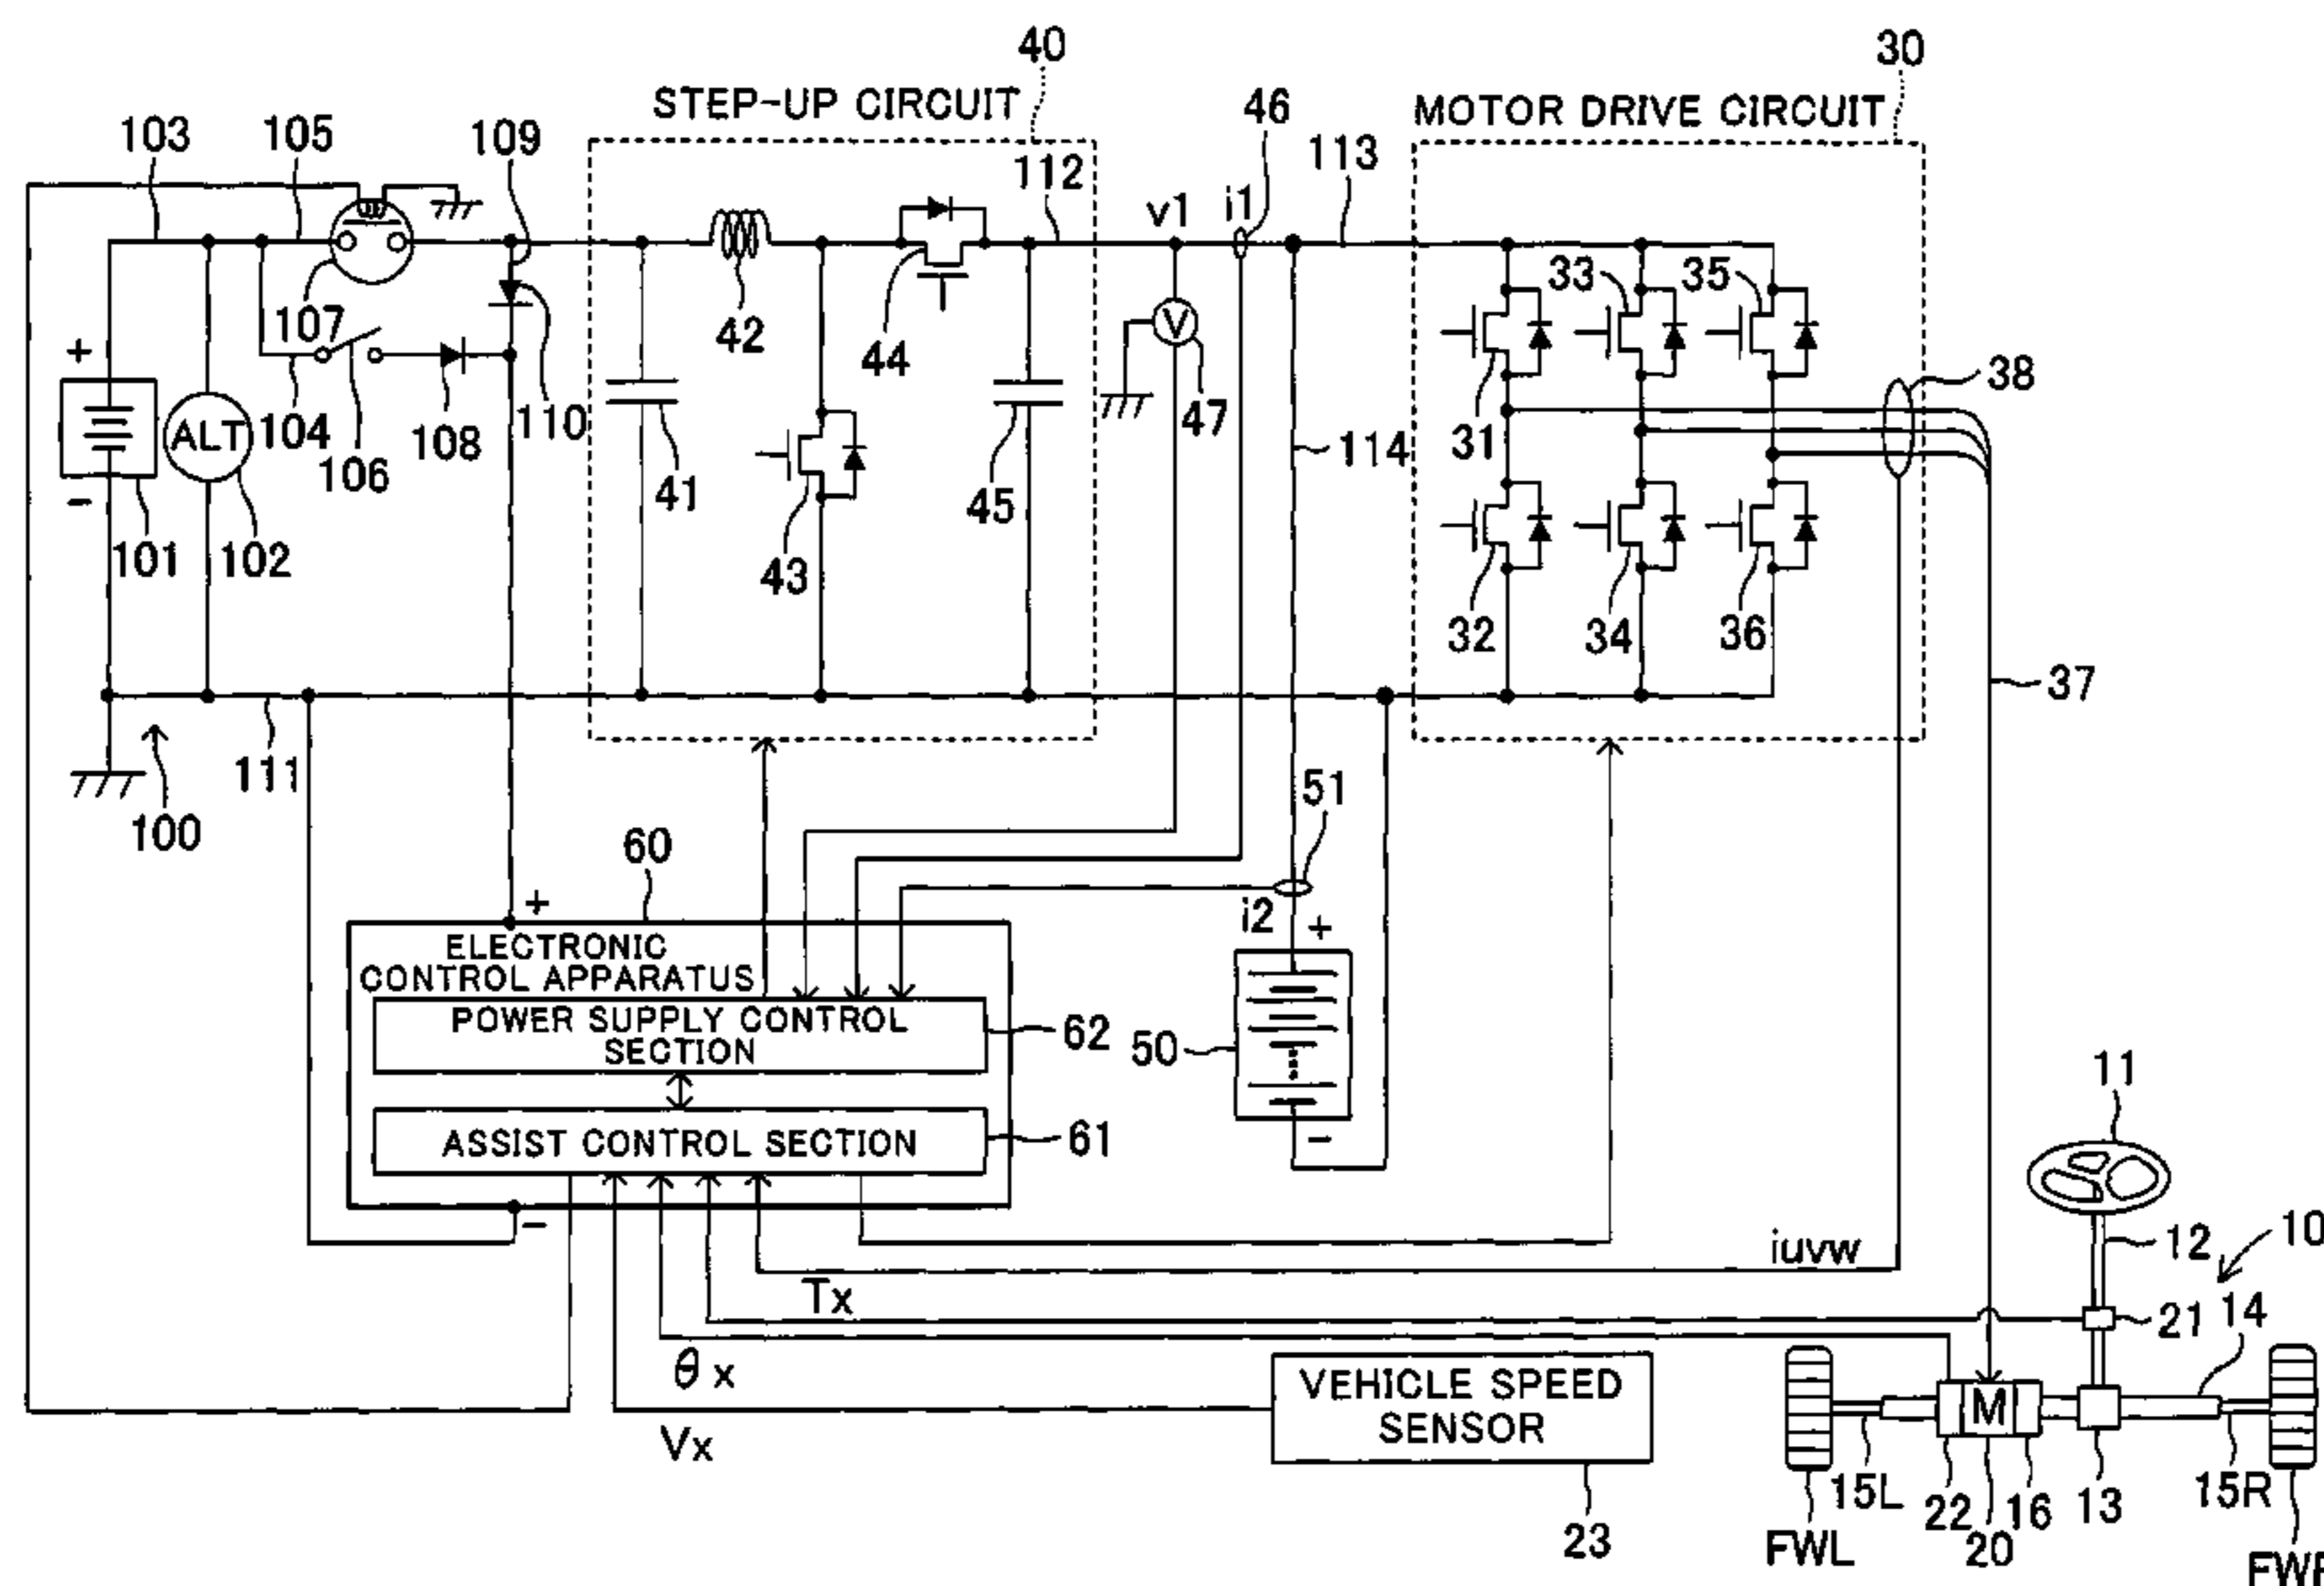 40
30
STEP-UP CIRCUIT
46
MOTOR DRIVE CIRCUIT
103
105
109
112
v1
i1
113
33
35
107
42
44
+
110
47
31
38
ALT
104
106
108
41
45
114
-
101
102
43
32
34
36
37
111
100
51
60
+
i2
+
ELECTRONIC
CONTROL APPARATUS
POWER SUPPLY CONTROL
SECTION
62
50
11
ASSIST CONTROL SECTION
61
-
-
iuvw
12
10
Tx
21
14
θx
VEHICLE SPEED
SENSOR
M
Vx
15L
22
16
13
15R
23
FWL
20